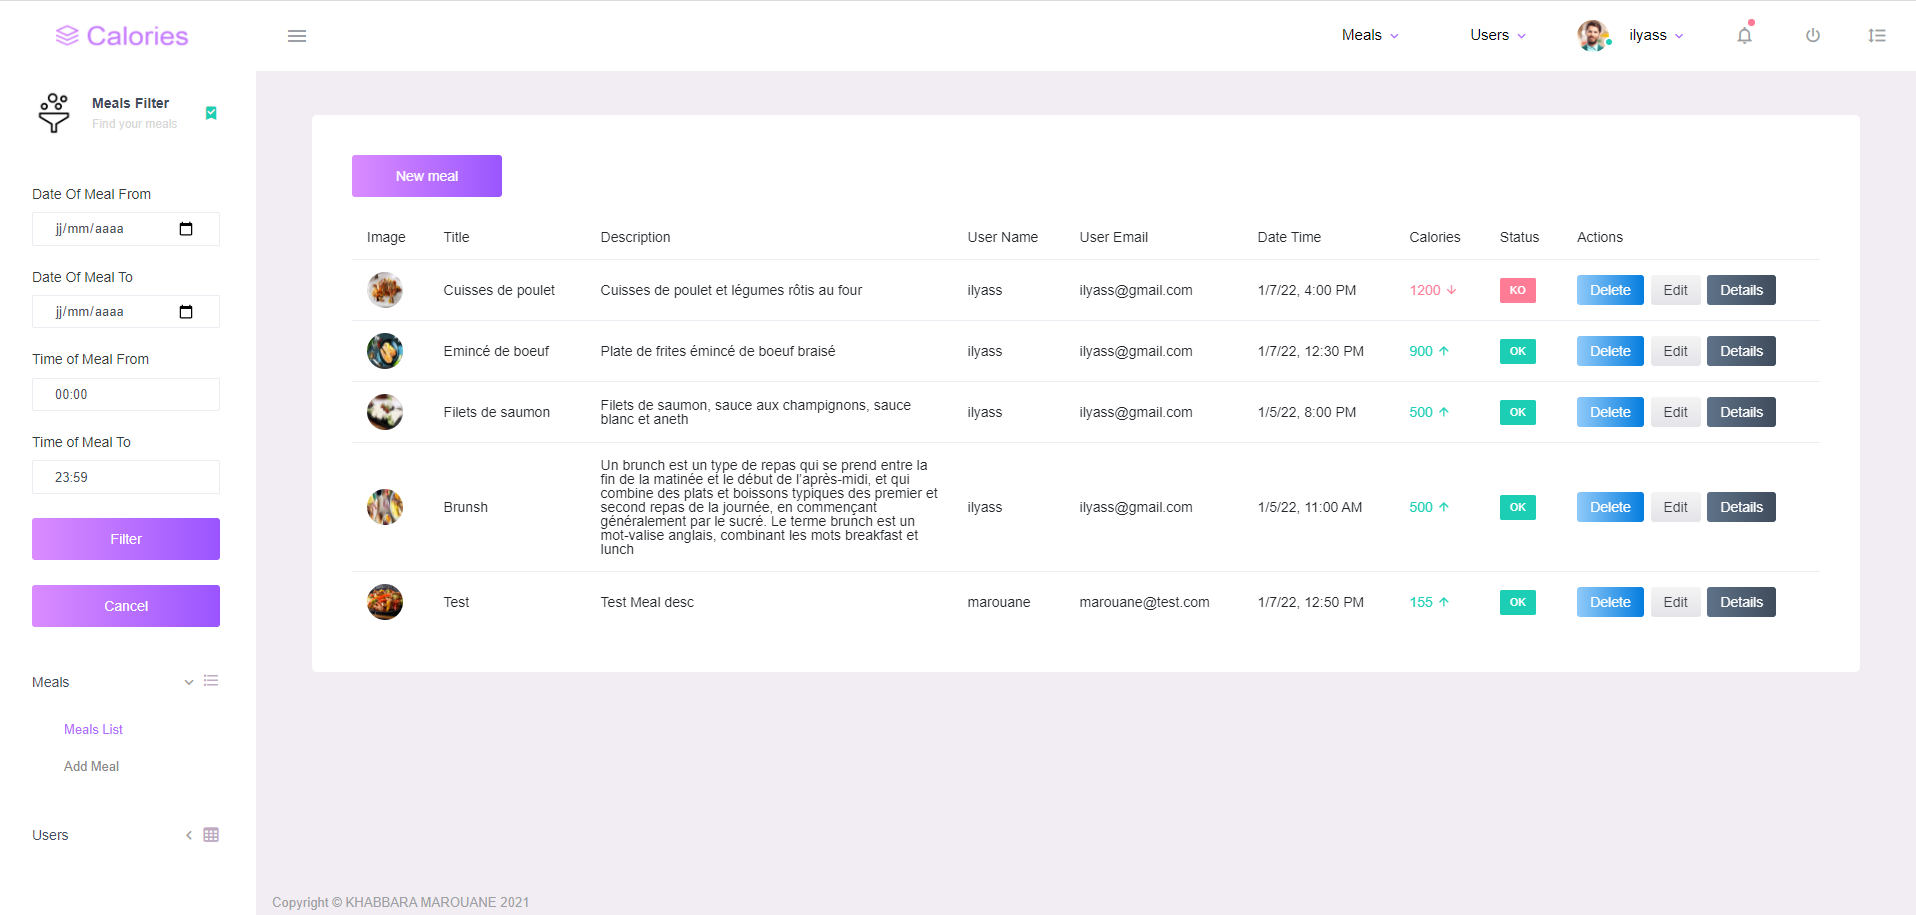 Calories
Meals
Users
ilyass
Meals Filter
Find your meals
Date Of Meal From
jj/mm/aaaa
Date Of Meal To
jj/mm/aaaa
Time of Meal From
00:00
Time of Meal To
23:59
Filter
Cancel
Meals
Meals List
Add Meal
Users
New meal
Image Title Description User Name User Email Date Time Calories Status Actions
Cuisses de poulet Cuisses de poulet et légumes rôtis au four ilyass ilyass@gmail.com 1/7/22, 4:00 PM 1200 KO Delete Edit Details
Emincé de boeuf Plate de frites émincé de boeuf braisé ilyass ilyass@gmail.com 1/7/22, 12:30 PM 900 OK Delete Edit Details
Filets de saumon Filets de saumon, sauce aux champignons, sauce
blanc et aneth ilyass ilyass@gmail.com 1/5/22, 8:00 PM 500 OK Delete Edit Details
Brunsh Un brunch est un type de repas qui se prend entre la
fin de la matinée et le début de l'après-midi, et qui
combine des plats et boissons typiques des premier et
second repas de la journée, en commençant
généralement par le sucré. Le terme brunch est un
mot-valise anglais, combinant les mots breakfast et
lunch ilyass ilyass@gmail.com 1/5/22, 11:00 AM 500 OK Delete Edit Details
Test Test Meal desc marouane marouane@test.com 1/7/22, 12:50 PM 155 OK Delete Edit Details
Copyright © KHABBARA MAROUANE 2021